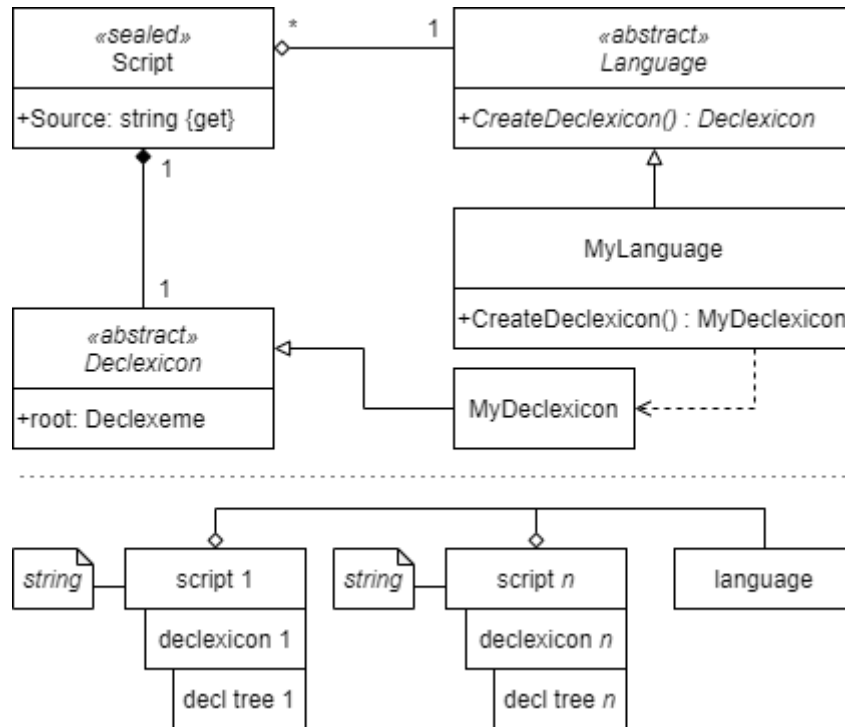 «sealed»
Script
+Source: string {get}
*
1
«abstract»
Language
+CreateDeclexicon() : Declexicon
1
1
MyLanguage
+CreateDeclexicon() : MyDeclexicon
«abstract»
Declexicon
+root: Declexeme
MyDeclexicon
string
script 1
declexicon 1
decl tree 1
string
script n
declexicon n
decl tree n
language